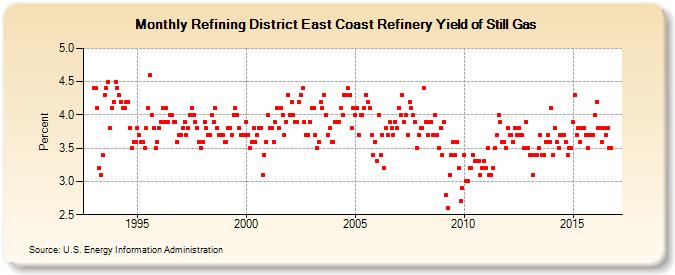 Monthly Refining District East Coast Refinery Yield of Still Gas
Percent
5.0
4.5
4.0
3.5
3.0
2.5
1995 2000 2005 2010 2015
Source: U.S. Energy Information Administration